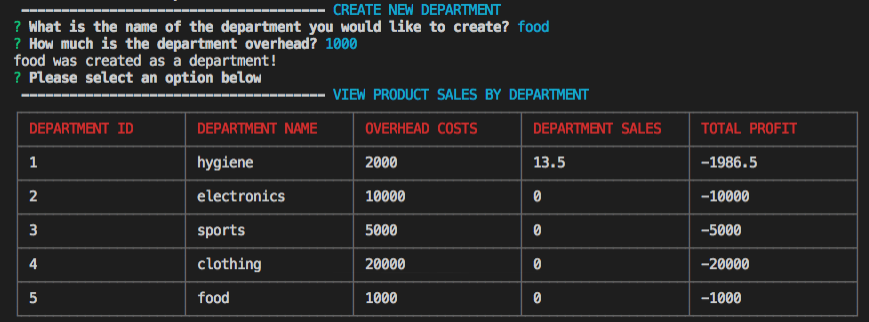 -------------------------------------- CREATE NEW DEPARTMENT
? What is the name of the department you would like to create? food
? How much is the department overhead? 1000
food was created as a department!
? Please select an option below
-------------------------------------- VIEW PRODUCT SALES BY DEPARTMENT
DEPARTMENT ID DEPARTMENT NAME OVERHEAD COSTS DEPARTMENT SALES TOTAL PROFIT
1 hygiene 2000 13.5 -1986.5
2 electronics 10000 0 -10000
3 sports 5000 0 -5000
4 clothing 20000 0 -20000
5 food 1000 0 -1000